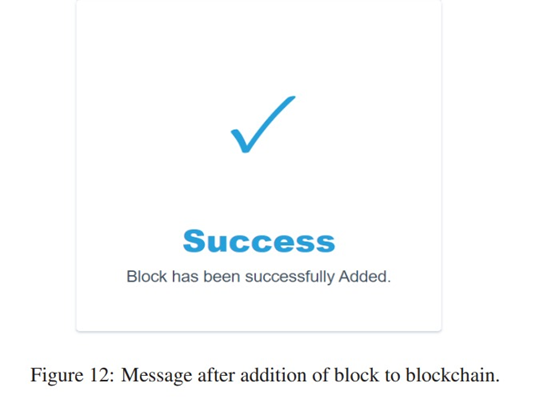 Success
Block has been successfully Added.
Figure 12: Message after addition of block to blockchain.